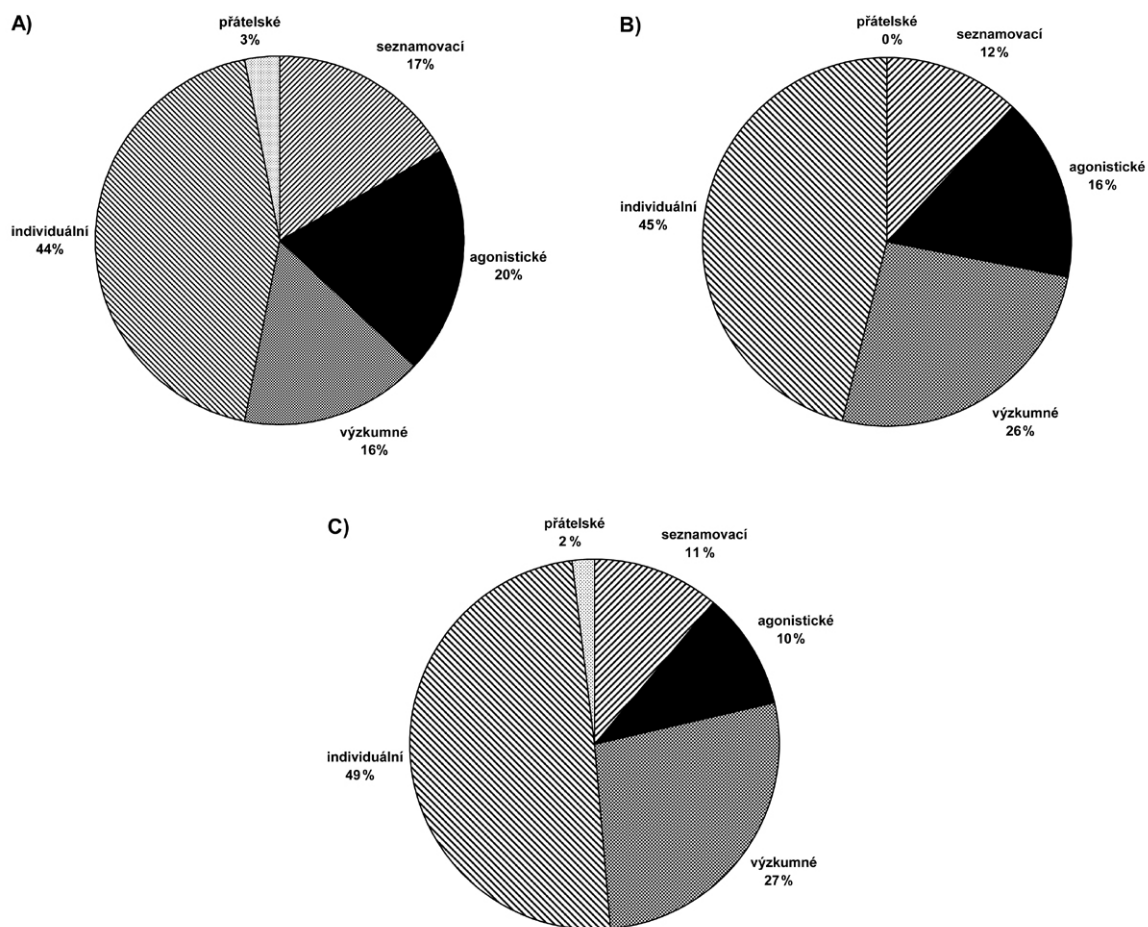 A)
přátelské
3%
seznamovací
17%
agonistické
20%
výzkumné
16%
individuální
44%
B)
přátelské
0%
seznamovací
12%
agonistické
16%
výzkumné
26%
individuální
45%
C)
přátelské
2%
seznamovací
11%
agonistické
10%
výzkumné
27%
individuální
49%